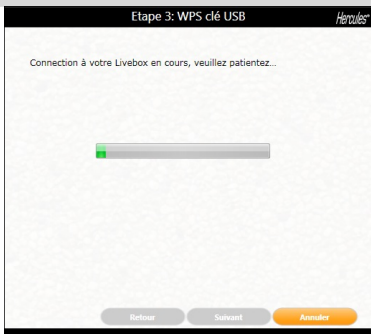 Etape 3: WPS clé USB
Hercules
Connection à votre Livebox en cours, veuillez patientez...
Retour
Suivant
Annuler